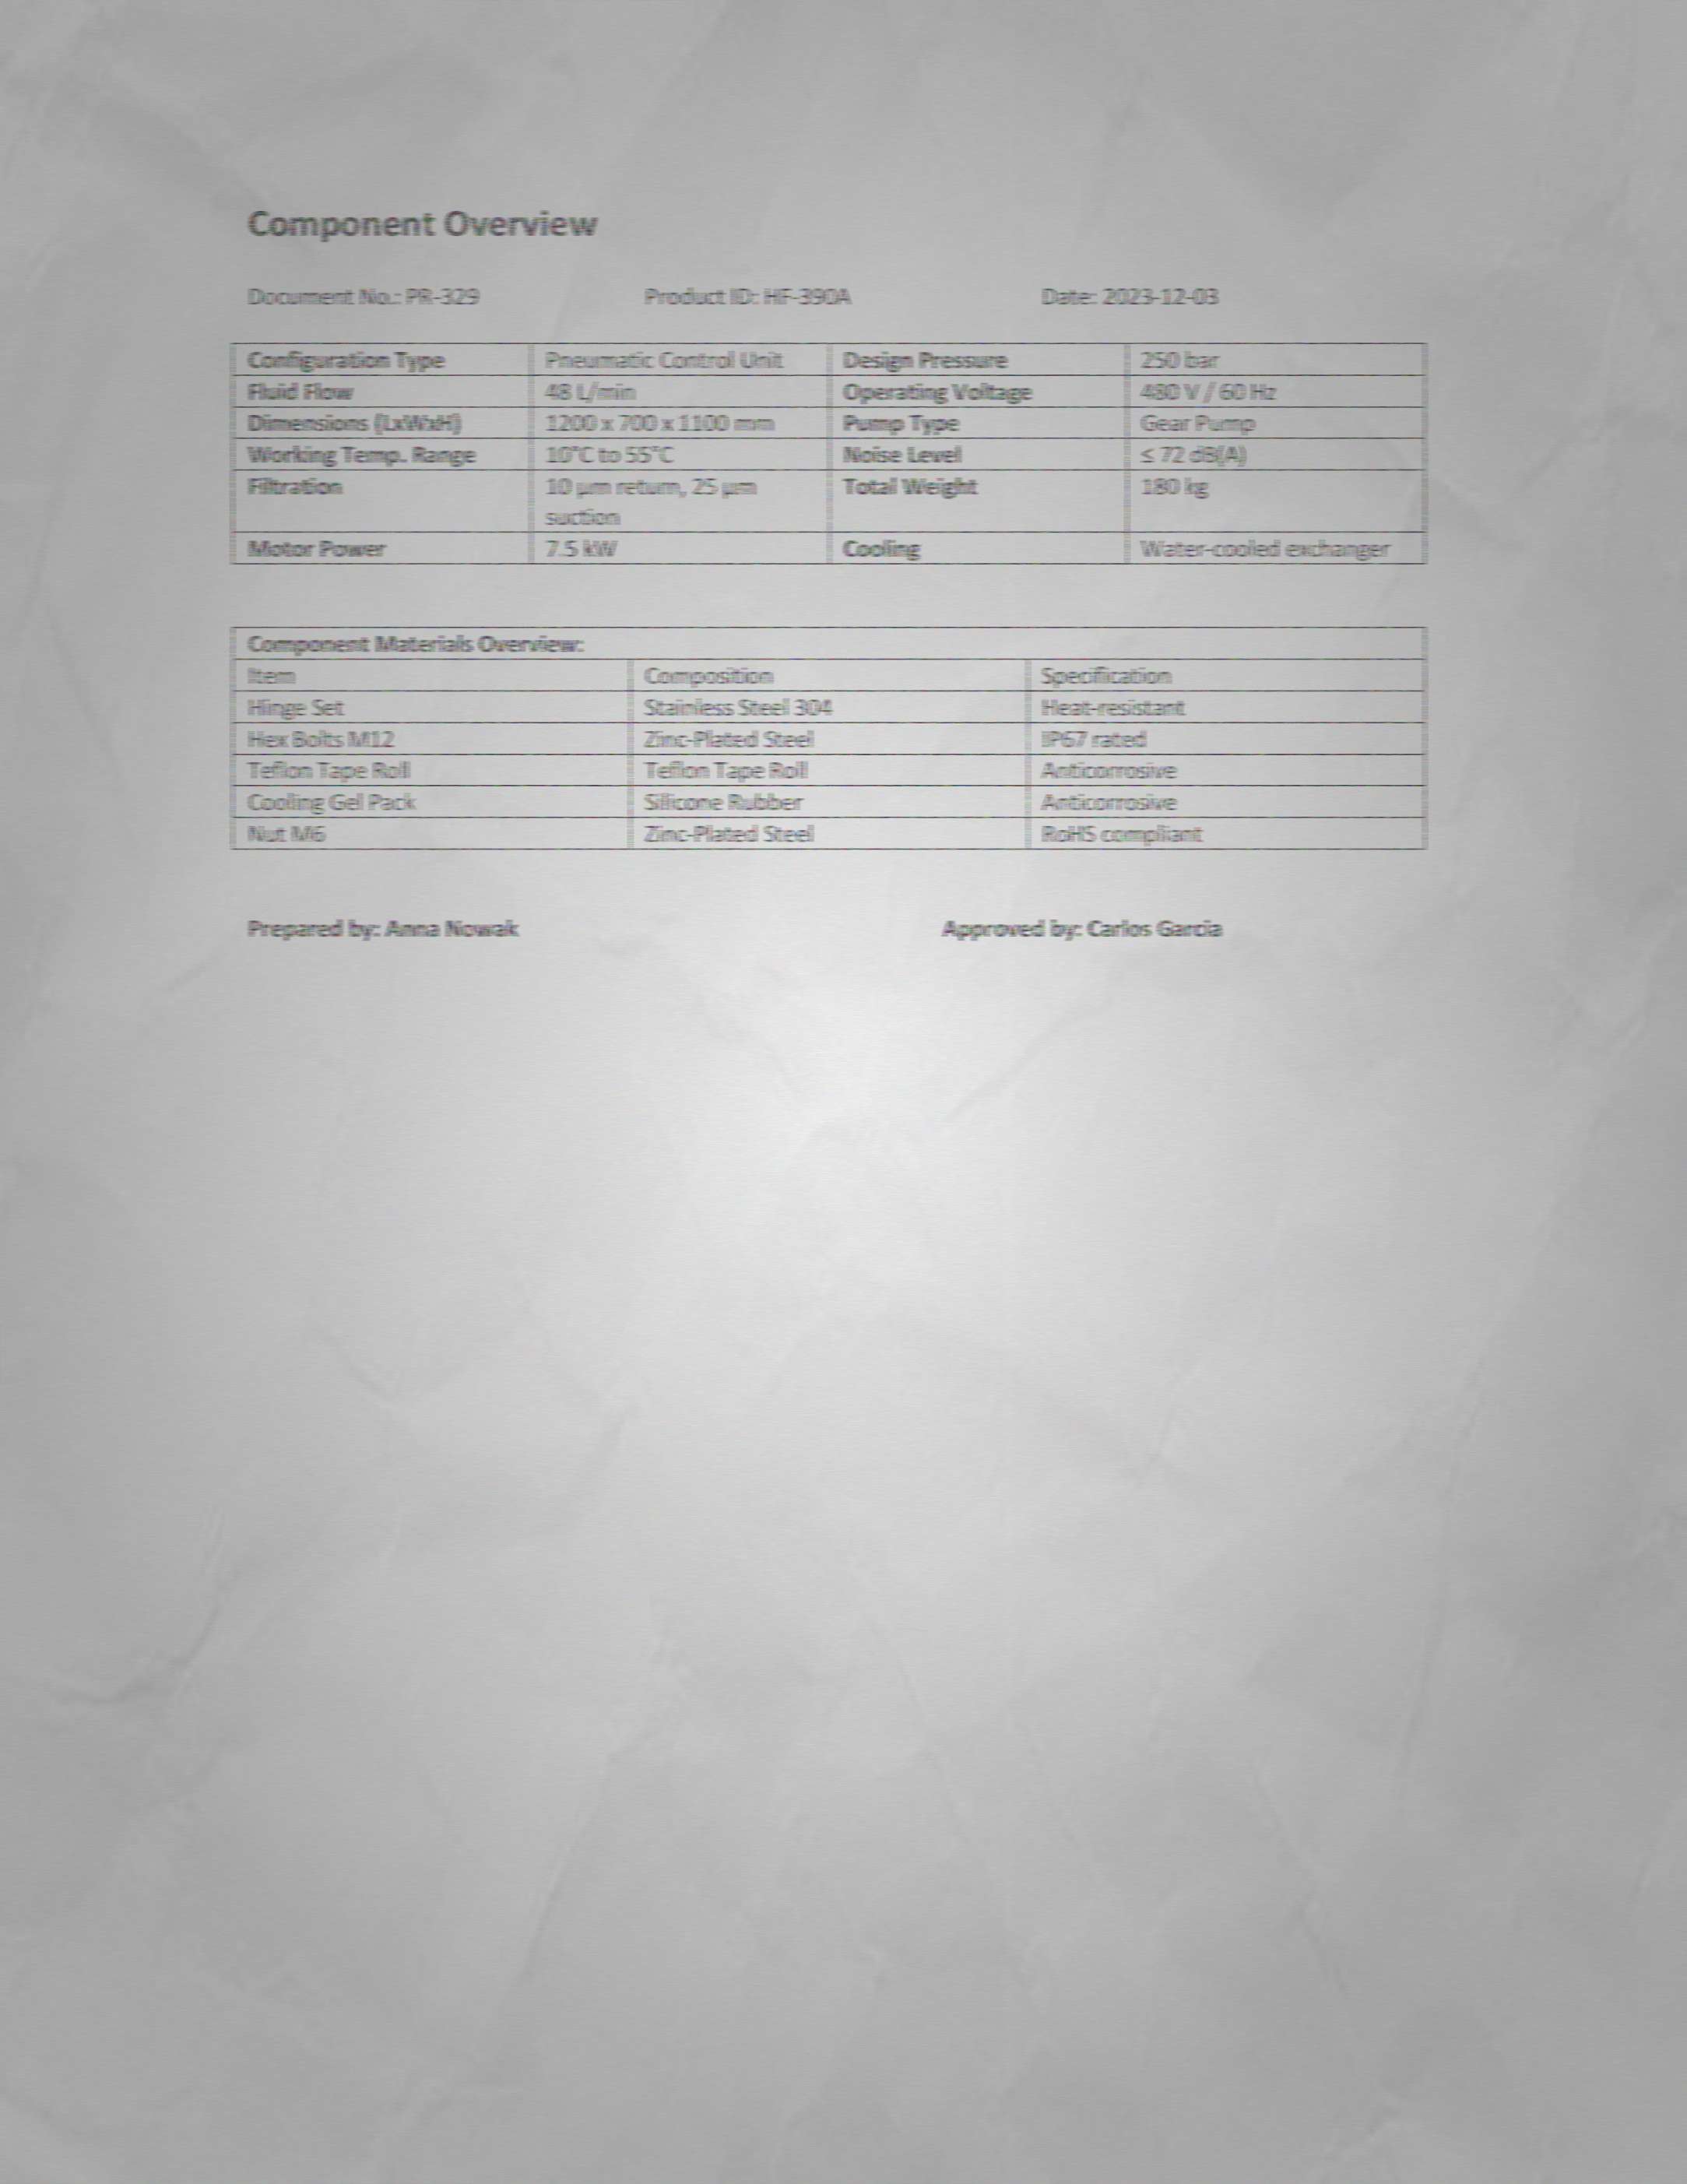 Component Overview
Document No.: PR-329 Product ID: HF-390A Date: 2023-12-03
Configuration Type Pneumatic Control Unit Design Pressure 250 bar
Fluid Flow 48 L/min Operating Voltage 480 V / 60 Hz
Dimensions (LxWxH) 1200 x 700 x 1100 mm Pump Type Gear Pump
Working Temp. Range 10°C to 55°C Noise Level ≤ 72 dB(A)
Filtration 10 µm return, 25 µm Total Weight 180 kg
suction
Motor Power 7.5 kW Cooling Water-cooled exchanger
Component Materials Overview:
Item Composition Specification
Hinge Set Stainless Steel 304 Heat-resistant
Hex Bolts M12 Zinc-Plated Steel IP67 rated
Teflon Tape Roll Teflon Tape Roll Anticorrosive
Cooling Gel Pack Silicone Rubber Anticorrosive
Nut M6 Zinc-Plated Steel RoHS compliant
Prepared by: Anna Nowak Approved by: Carlos Garcia